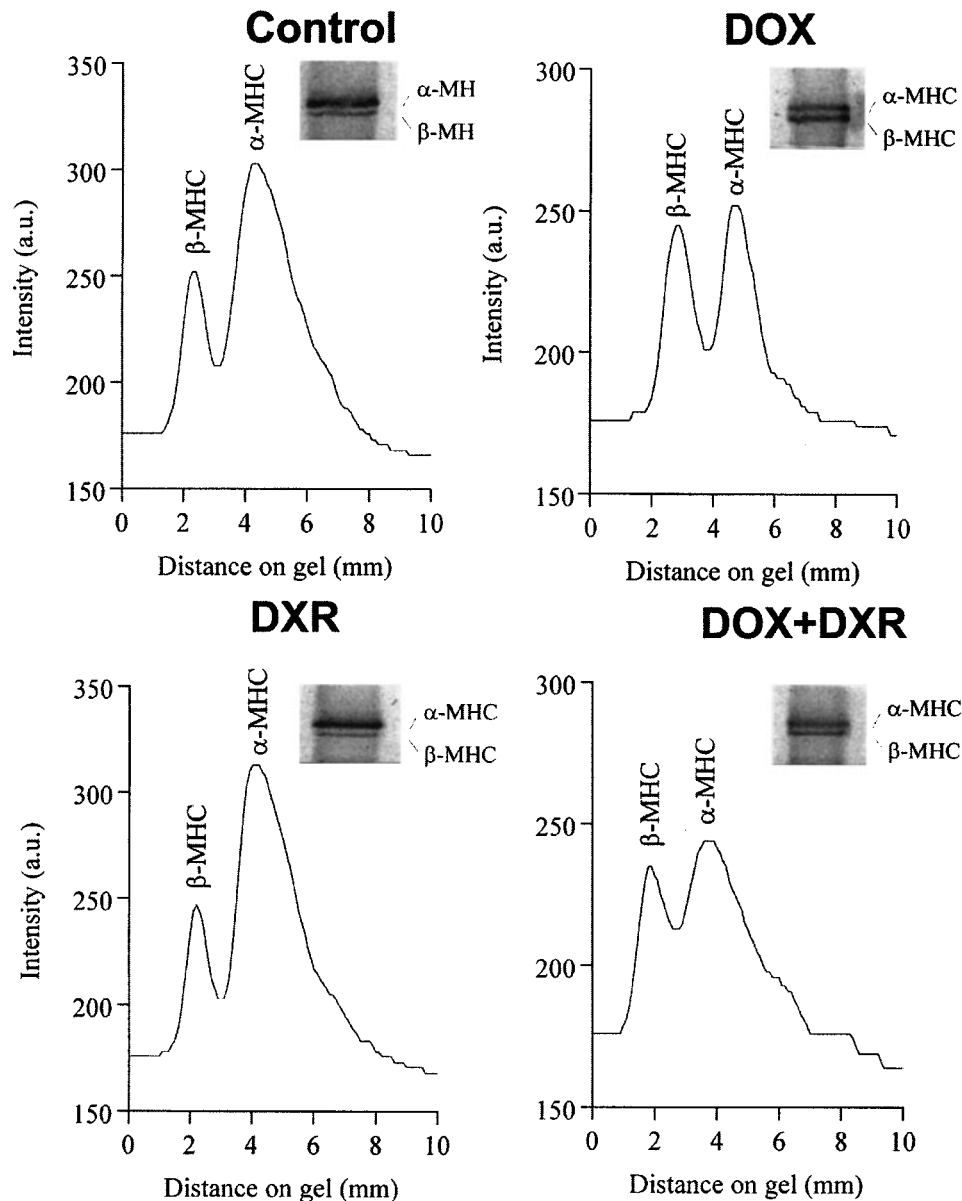 Control
350
300
250
200
150
Intensity (a.u.)
β-MHC
α-MHC
α-MH
β-MH
0 2 4 6 8 10
Distance on gel (mm)
DOX
300
250
200
150
Intensity (a.u.)
β-MHC
α-MHC
α-MHC
β-MHC
0 2 4 6 8 10
Distance on gel (mm)
DXR
350
300
250
200
150
Intensity (a.u.)
β-MHC
α-MHC
α-MHC
β-MHC
0 2 4 6 8 10
Distance on gel (mm)
DOX+DXR
300
250
200
150
β-MHC
α-MHC
α-MHC
β-MHC
0 2 4 6 8 10
Distance on gel (mm)